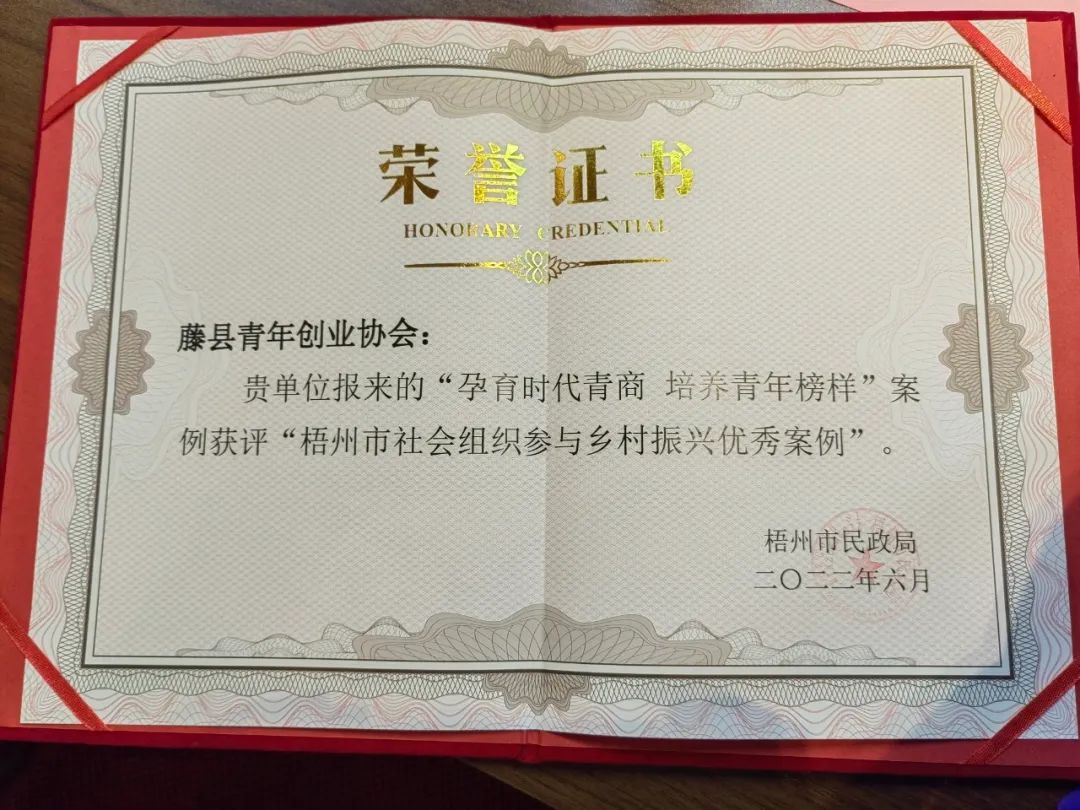 荣誉证书
HONORARY CREDENTIAL
藤县青年创业协会：
贵单位报来的“孕育时代青商 培养青年榜样”案
例获评“梧州市社会组织参与乡村振兴优秀案例”。
梧州市民政局
二〇二二年六月